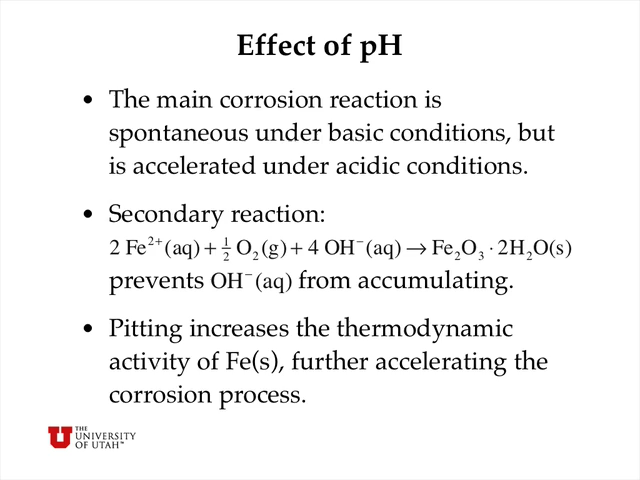 Effect of pH
• The main corrosion reaction is
spontaneous under basic conditions, but
is accelerated under acidic conditions.
• Secondary reaction:
2 Fe²⁺(aq) + ½ O₂(g) + 4 OH⁻(aq) → Fe₂O₃ · 2H₂O(s)
prevents OH⁻(aq) from accumulating.
• Pitting increases the thermodynamic
activity of Fe(s), further accelerating the
corrosion process.
THE
UNIVERSITY
OF UTAH™